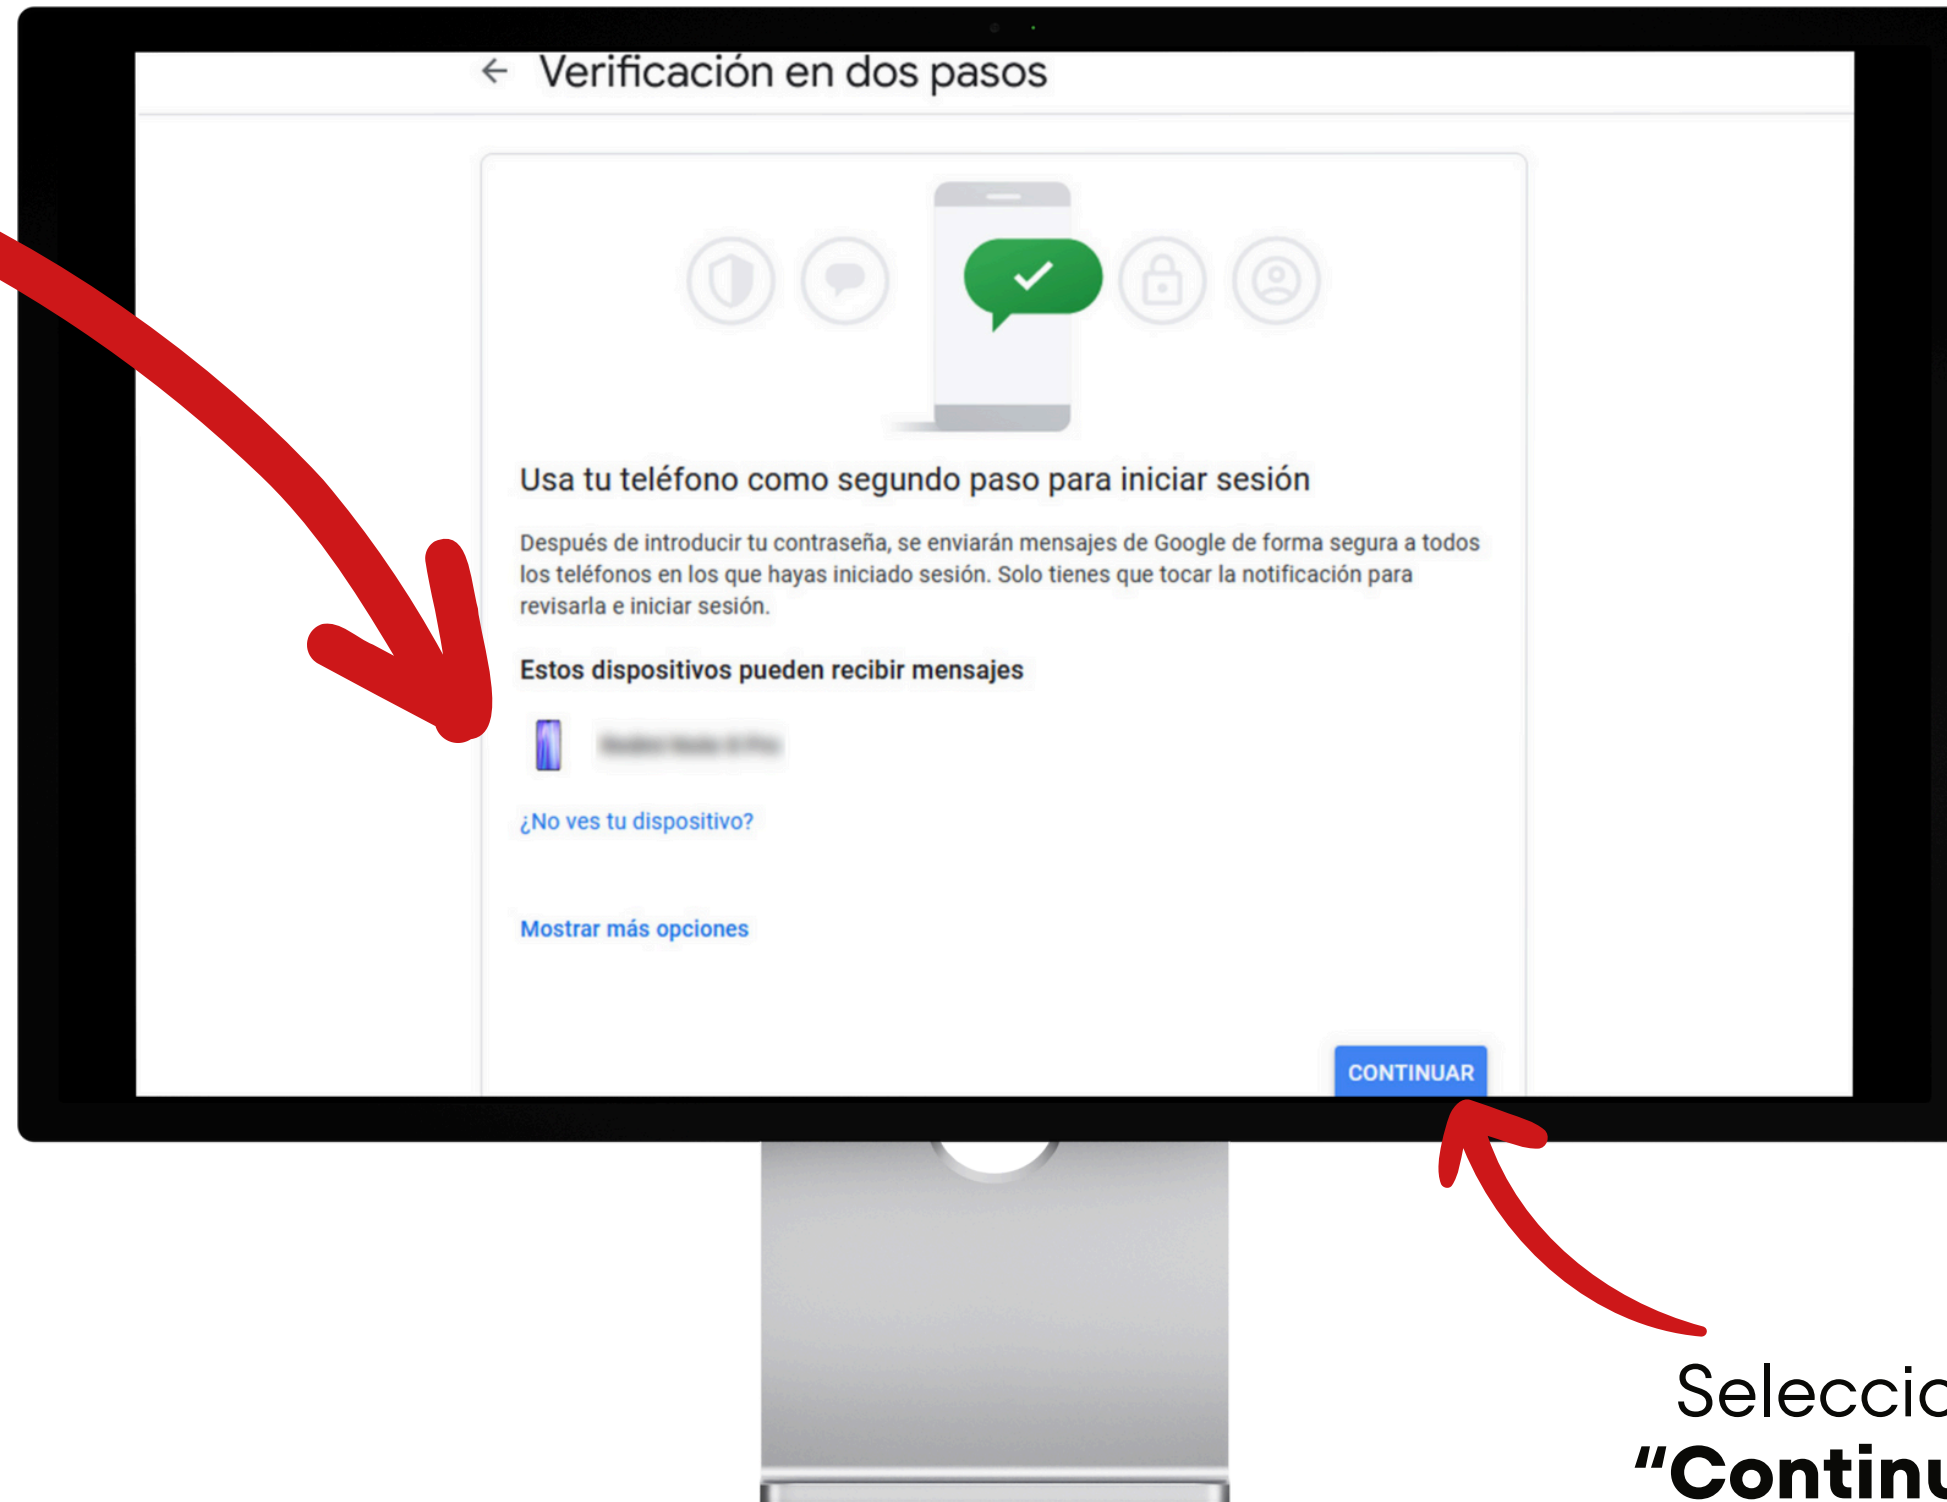 Verificación en dos pasos
Usa tu teléfono como segundo paso para iniciar sesión
Después de introducir tu contraseña, se enviarán mensajes de Google de forma segura a todos
los teléfonos en los que hayas iniciado sesión. Solo tienes que tocar la notificación para
revisarla e iniciar sesión.
Estos dispositivos pueden recibir mensajes
¿No ves tu dispositivo?
Mostrar más opciones
CONTINUAR
Seleccio
“Continu